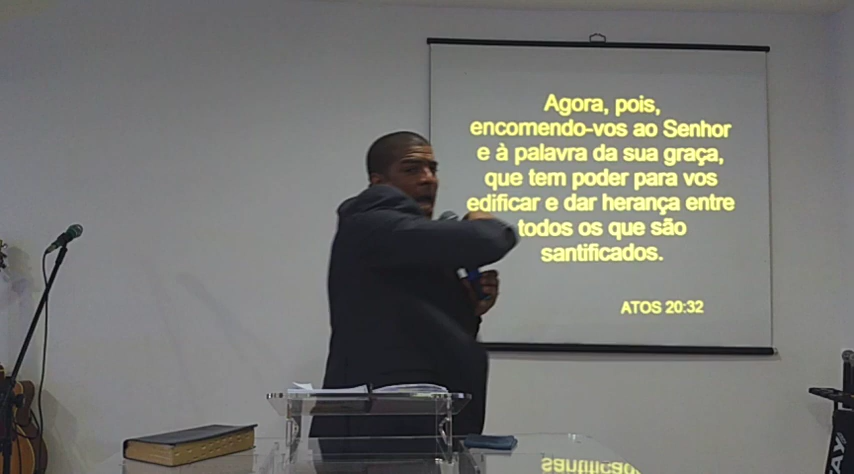 Agora, pois,
encomendo-vos ao Senhor
e à palavra da sua graça,
que tem poder para vos
edificar e dar herança entre
todos os que são
santificados.
ATOS 20:32